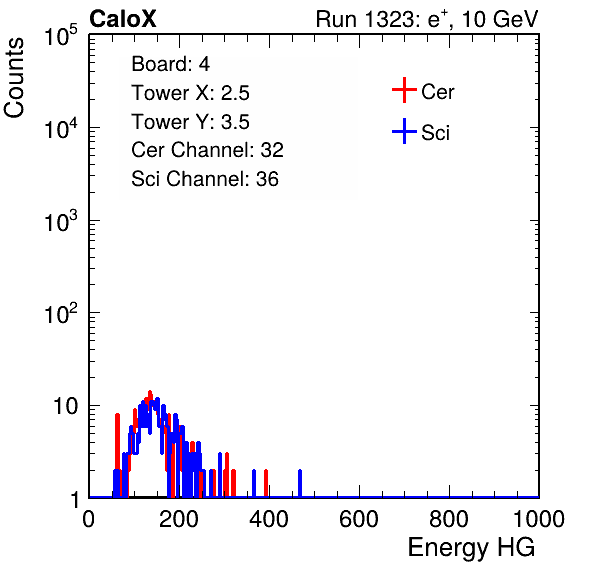 CaloX Run 1323: e⁺, 10 GeV
Counts
Board: 4
Tower X: 2.5
Tower Y: 3.5
Cer Channel: 32
Sci Channel: 36
Cer
Sci
10⁵
10⁴
10³
10²
10
1
0 200 400 600 800 1000
Energy HG